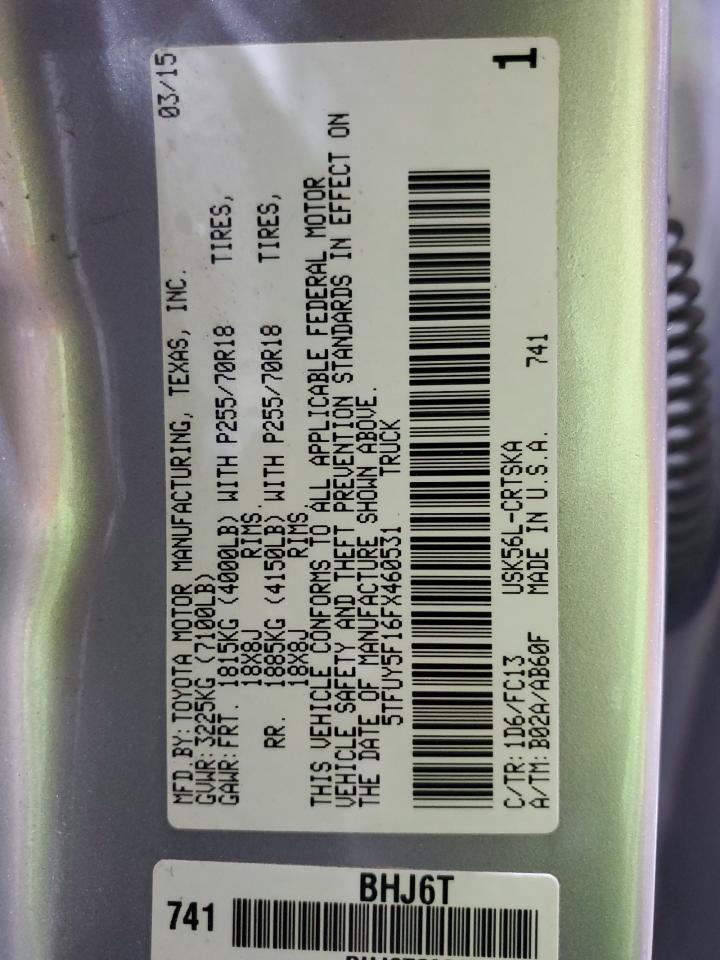 MFD.BY:TOYOTA MOTOR MANUFACTURING, TEXAS, INC. 03/15
GVWR:3225KG (7100LB)
GAWR:FRT. 1815KG (4000LB) WITH P255/70R18 TIRES,
18X8J RIMS.
RR. 1885KG (4150LB) WITH P255/70R18 TIRES,
18X8J RIMS.
THIS VEHICLE CONFORMS TO ALL APPLICABLE FEDERAL MOTOR
VEHICLE SAFETY AND THEFT PREVENTION STANDARDS IN EFFECT ON
THE DATE OF MANUFACTURE SHOWN ABOVE.
5TFUY5F16FX460531 TRUCK
C/TR:1D6/FC13 USK56L-CRTSKA 1
A/TM:B02A/AB60F MADE IN U.S.A. 741
BHJ6T
741